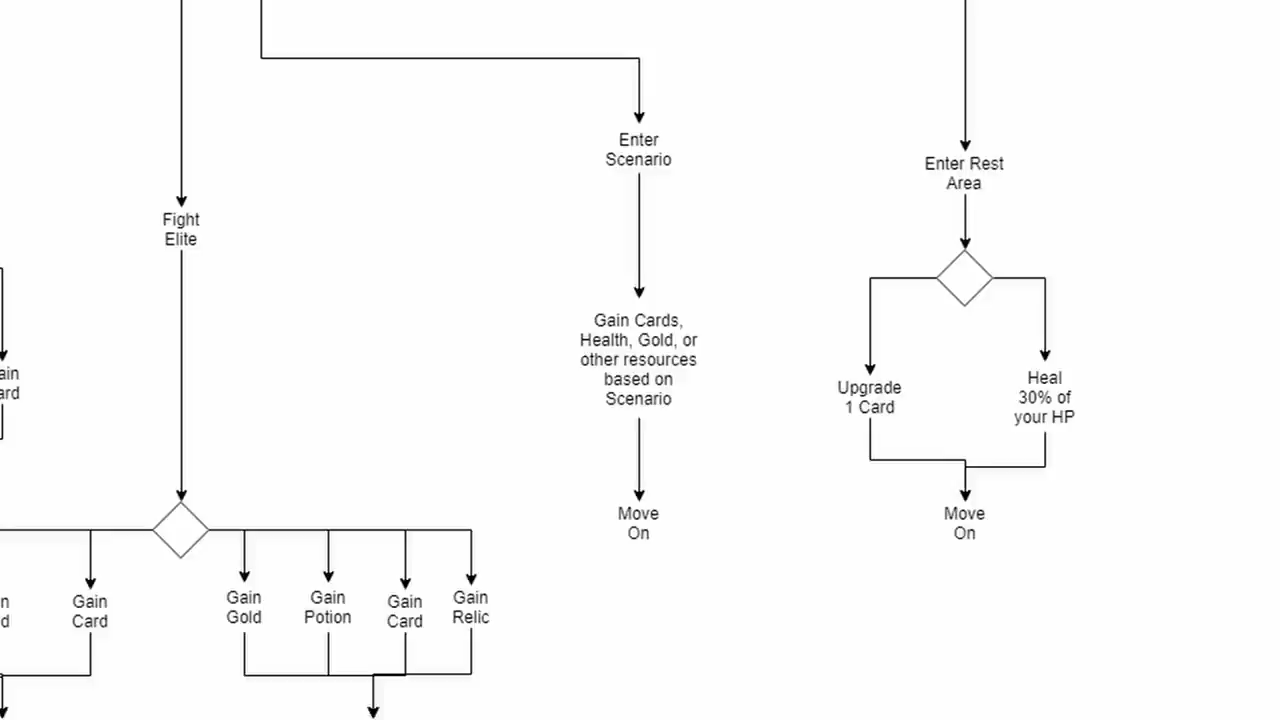 Enter
Scenario
Enter Rest
Area
Fight
Elite
Gain Cards,
Health, Gold, or
other resources
based on
Scenario
Upgrade
1 Card
Heal
30% of
your HP
Move
On
Move
On
Gain
Card
Gain
Gold
Gain
Potion
Gain
Card
Gain
Relic